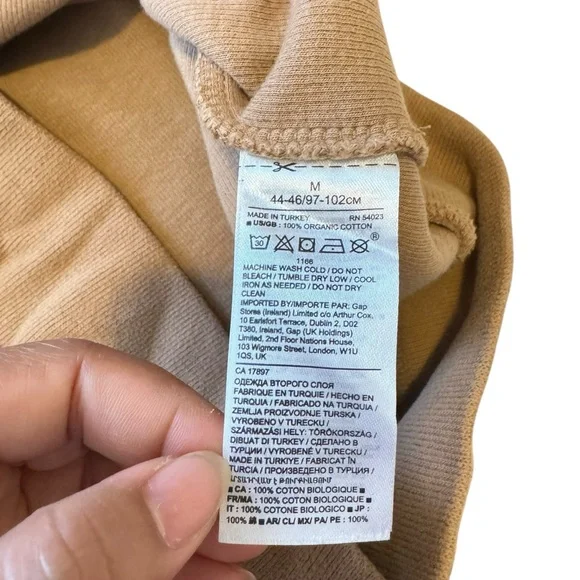 M
44-46/97-102CM
MADE IN TURKEY RN 54023
■ US/GB : 100% ORGANIC COTTON
30 ®
1166
MACHINE WASH COLD / DO NOT
BLEACH / TUMBLE DRY LOW / COOL
IRON AS NEEDED / DO NOT DRY
CLEAN
IMPORTED BY/IMPORTE PAR: Gap
Stores (Ireland) Limited c/o Arthur Cox,
10 Earlsfort Terrace, Dublin 2, D02
T380, Ireland; Gap (UK Holdings)
Limited, 2nd Floor Nations House,
103 Wigmore Street, London, W1U
1QS, UK
CA 17897
ОДЕЖДА ВТОРОГО СЛОЯ
FABRIQUE EN TURQUIE / HECHO EN
TURQUIA / FABRICADO NA TURQUIA /
ZEMLJA PROIZVODNJE TURSKA /
VYROBENO V TURECKU /
SZÁRMAZÁSI HELY: TÖRÖKORSZÁG /
DIBUAT DI TURKEY / СДЕЛАНО В
ТУРЦИИ / VYROBENÉ V TURECKU /
MADE IN TURKIYE / FABRICAT ÎN
TURCIA / ПРОИЗВЕДЕНО В ТУРЦИЯ /
■ CA : 100% COTON BIOLOGIQUE ■
FR/MA : 100% COTON BIOLOGIQUE ■
IT : 100% COTONE BIOLOGICO ■ JP :
100% 綿 ■ AR/ CL/ MX/ PA/ PE : 100%